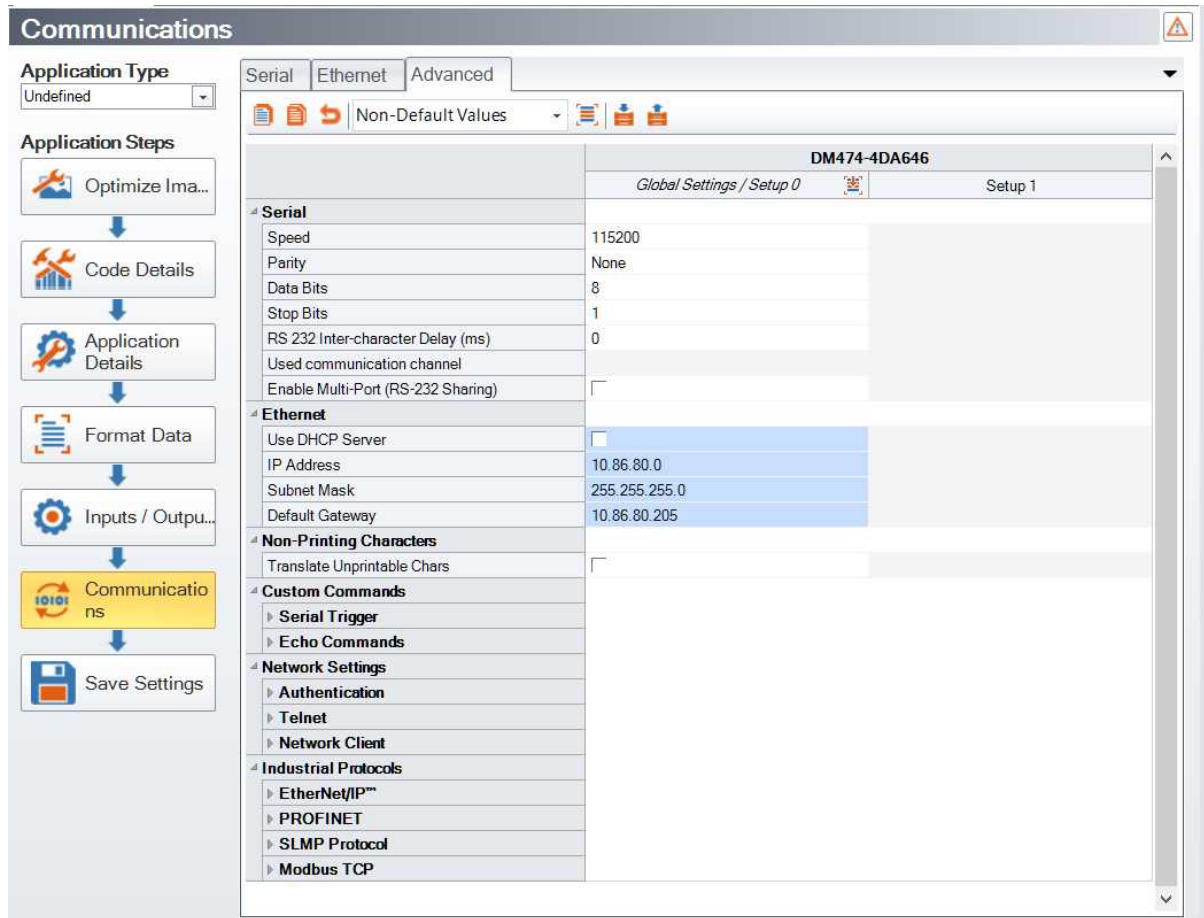 Communications
Application Type
Undefined
Application Steps
Optimize Ima...
Code Details
Application
Details
Format Data
Inputs / Outpu...
10101
Communicatio
ns
Save Settings
Serial Ethernet Advanced
Non-Default Values
DM474-4DA646
Global Settings / Setup 0 Setup 1
Serial
Speed 115200
Parity None
Data Bits 8
Stop Bits 1
RS 232 Inter-character Delay (ms) 0
Used communication channel
Enable Multi-Port (RS-232 Sharing)
Ethernet
Use DHCP Server
IP Address 10.86.80.0
Subnet Mask 255.255.255.0
Default Gateway 10.86.80.205
Non-Printing Characters
Translate Unprintable Chars
Custom Commands
Serial Trigger
Echo Commands
Network Settings
Authentication
Telnet
Network Client
Industrial Protocols
EtherNet/IP™
PROFINET
SLMP Protocol
Modbus TCP